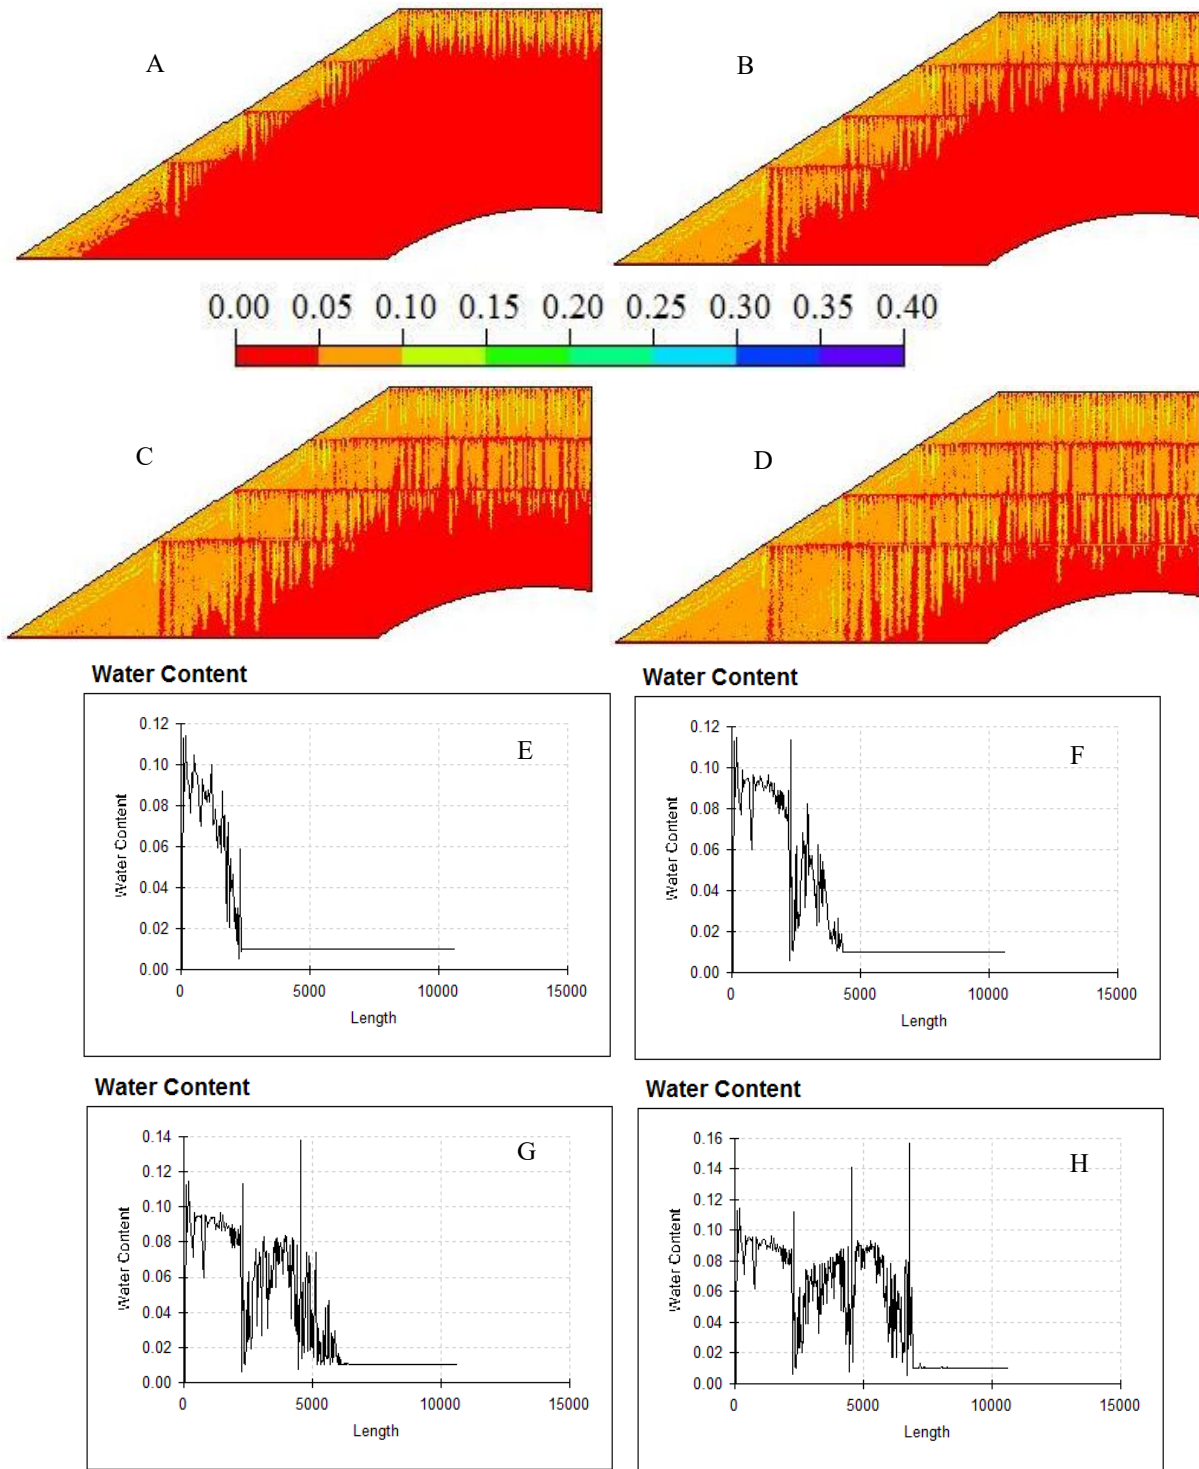 A
B
0.00 0.05 0.10 0.15 0.20 0.25 0.30 0.35 0.40
C
D
Water Content
0.12
0.10
0.08
0.06
0.04
0.02
0.00
Water Content
E
0 5000 10000 15000
Length
Water Content
0.12
0.10
0.08
0.06
0.04
0.02
0.00
Water Content
F
0 5000 10000 15000
Length
Water Content
0.14
0.12
0.10
0.08
0.06
0.04
0.02
0.00
Water Content
G
0 5000 10000 15000
Length
Water Content
0.16
0.14
0.12
0.10
0.08
0.06
0.04
0.02
0.00
Water Content
H
0 5000 10000 15000
Length